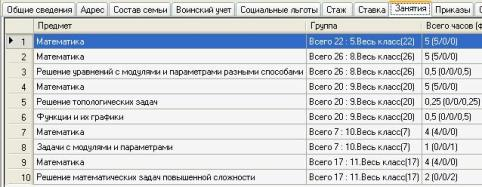 Общие сведения Адрес Состав семьи Воинский учет Социальные льготы Стаж Ставка Занятия Приказы
Предмет Группа Всего часов (ф
1 Математика Всего 22 : 5.Весь класс(22) 5 (5/0/0)
2 Математика Всего 26 : 8.Весь класс(26) 5 (5/0/0)
3 Решение уравнений с модулями и параметрами разными способами Всего 26 : 8.Весь класс(26) 0,5 (0/0/0,5)
4 Математика Всего 20 : 9.Весь класс(20) 5 (5/0/0)
5 Решение топологических задач Всего 20 : 9.Весь класс(20) 0,25 (0/0/0,25)
6 Функции и их графики Всего 20 : 9.Весь класс(20) 0,5 (0/0/0,5)
7 Математика Всего 7 : 10.Весь класс(7) 4 (4/0/0)
8 Задачи с модулями и параметрами Всего 7 : 10.Весь класс(7) 1 (0/0/1)
9 Математика Всего 17 : 11.Весь класс(17) 4 (4/0/0)
10 Решение математических задач повышенной сложности Всего 17 : 11.Весь класс(17) 2 (0/0/2)